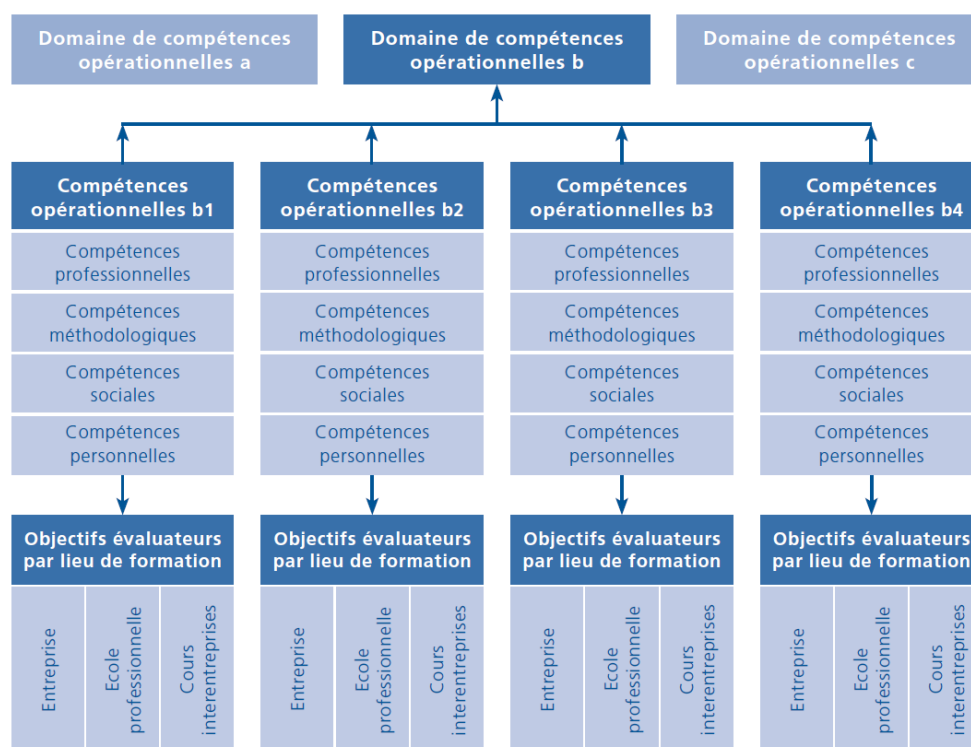 Domaine de compétences
opérationnelles a
Domaine de compétences
opérationnelles b
Domaine de compétences
opérationnelles c
Compétences
opérationnelles b1
Compétences
opérationnelles b2
Compétences
opérationnelles b3
Compétences
opérationnelles b4
Compétences
professionnelles
Compétences
professionnelles
Compétences
professionnelles
Compétences
professionnelles
Compétences
méthodologiques
Compétences
méthodologiques
Compétences
méthodologiques
Compétences
méthodologiques
Compétences
sociales
Compétences
sociales
Compétences
sociales
Compétences
sociales
Compétences
personnelles
Compétences
personnelles
Compétences
personnelles
Compétences
personnelles
Objectifs évaluateurs
par lieu de formation
Objectifs évaluateurs
par lieu de formation
Objectifs évaluateurs
par lieu de formation
Objectifs évaluateurs
par lieu de formation
Entreprise
Ecole
professionnelle
Cours
interentreprises
Entreprise
Ecole
professionnelle
Cours
interentreprises
Entreprise
Ecole
professionnelle
Cours
interentreprises
Entreprise
Ecole
professionnelle
Cours
interentreprises